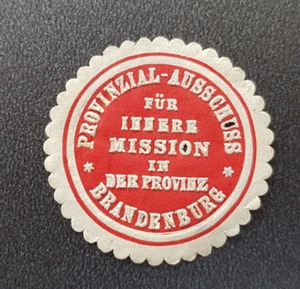 PROVINZIAL-AUSSCHUSS
FÜR
INNERE
MISSION
IN
DER PROVINZ
BRANDENBURG